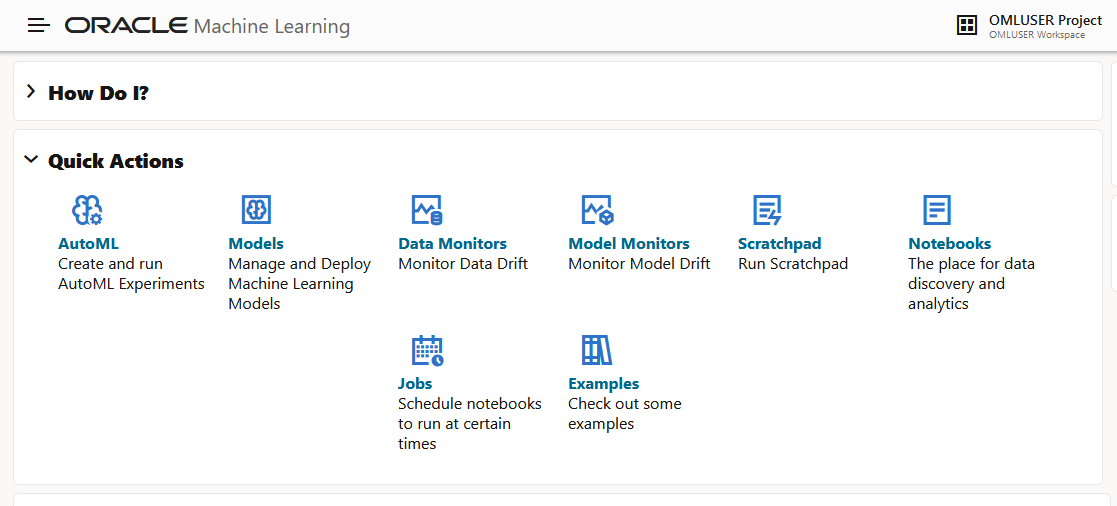 ORACLE Machine Learning
OMLUSER Project
OMLUSER Workspace
How Do I?
Quick Actions
AutoML
Create and run
AutoML Experiments
Models
Manage and Deploy
Machine Learning
Models
Data Monitors
Monitor Data Drift
Model Monitors
Monitor Model Drift
Scratchpad
Run Scratchpad
Notebooks
The place for data
discovery and
analytics
Jobs
Schedule notebooks
to run at certain
times
Examples
Check out some
examples